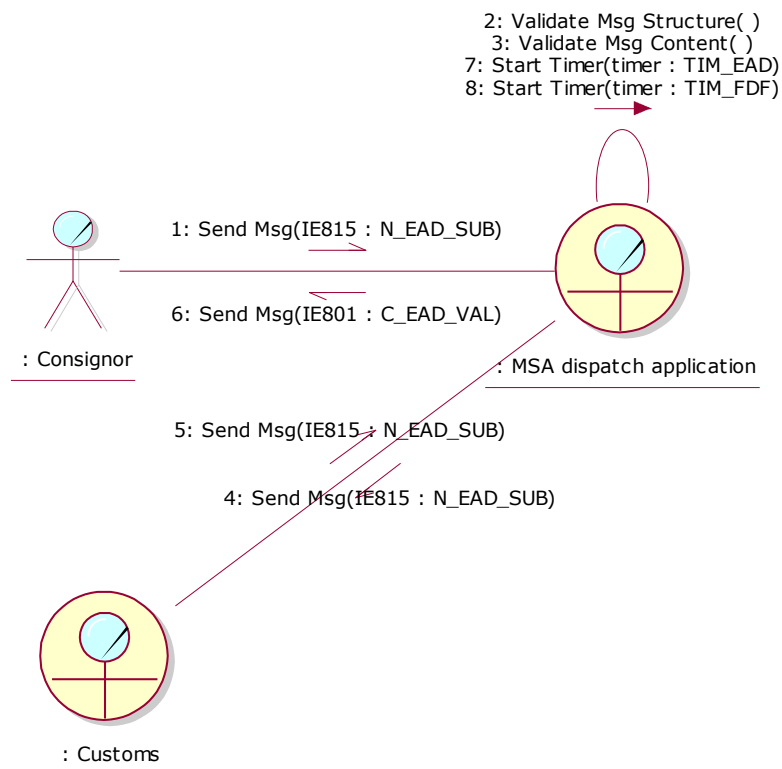 2: Validate Msg Structure( )
3: Validate Msg Content( )
7: Start Timer(timer : TIM_EAD)
8: Start Timer(timer : TIM_FDF)
1: Send Msg(IE815 : N_EAD_SUB)
6: Send Msg(IE801 : C_EAD_VAL)
: Consignor
: MSA dispatch application
5: Send Msg(IE815 : N_EAD_SUB)
4: Send Msg(IE815 : N_EAD_SUB)
: Customs